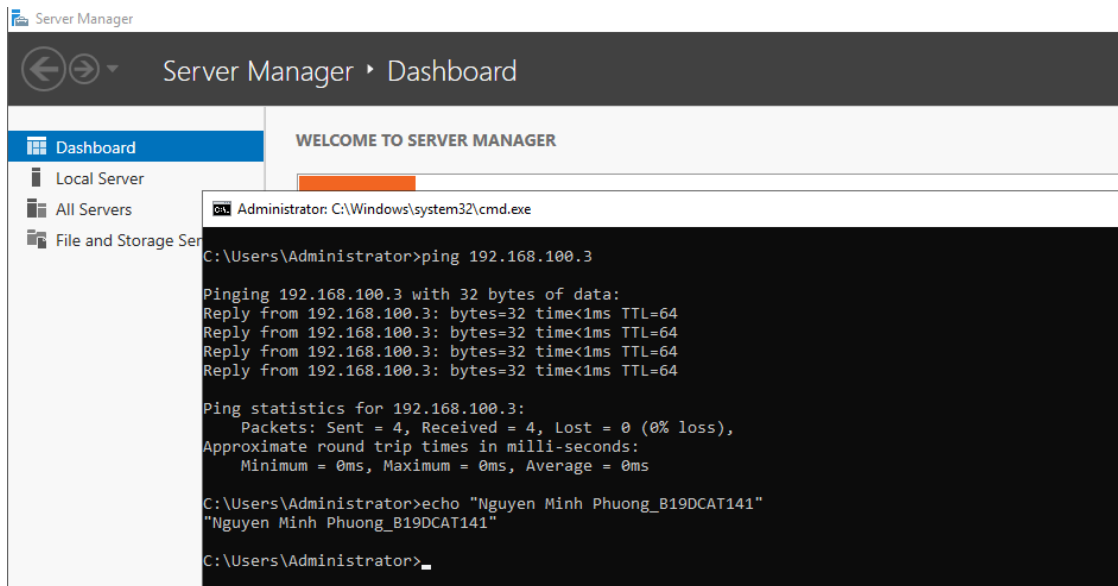 Server Manager
Server Manager ‣ Dashboard
Dashboard
Local Server
All Servers
File and Storage Ser
WELCOME TO SERVER MANAGER
Administrator: C:\Windows\system32\cmd.exe
C:\Users\Administrator>ping 192.168.100.3
Pinging 192.168.100.3 with 32 bytes of data:
Reply from 192.168.100.3: bytes=32 time<1ms TTL=64
Reply from 192.168.100.3: bytes=32 time<1ms TTL=64
Reply from 192.168.100.3: bytes=32 time<1ms TTL=64
Reply from 192.168.100.3: bytes=32 time<1ms TTL=64
Ping statistics for 192.168.100.3:
    Packets: Sent = 4, Received = 4, Lost = 0 (0% loss),
Approximate round trip times in milli-seconds:
    Minimum = 0ms, Maximum = 0ms, Average = 0ms
C:\Users\Administrator>echo "Nguyen Minh Phuong_B19DCAT141"
"Nguyen Minh Phuong_B19DCAT141"
C:\Users\Administrator>